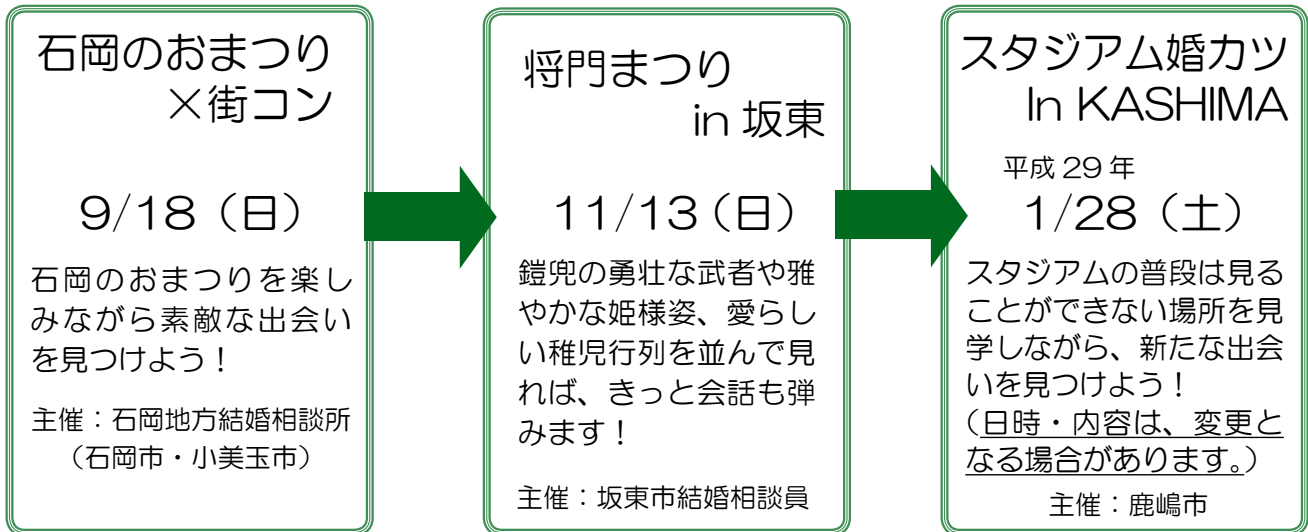 石岡のおまつり
×街コン
9/18（日）
石岡のおまつりを楽し
みながら素敵な出会い
を見つけよう！
主催：石岡地方結婚相談所
（石岡市・小美玉市）
将門まつり
in 坂東
11/13（日）
鎧兜の勇壮な武者や雅
やかな姫様姿、愛らし
い稚児行列を並んで見
れば、きっと会話も弾
みます！
主催：坂東市結婚相談員
スタジアム婚カツ
In KASHIMA
平成 29 年
1/28（土）
スタジアムの普段は見る
ことができない場所を見
学しながら、新たな出会
いを見つけよう！
（日時・内容は、変更と
なる場合があります。）
主催：鹿嶋市